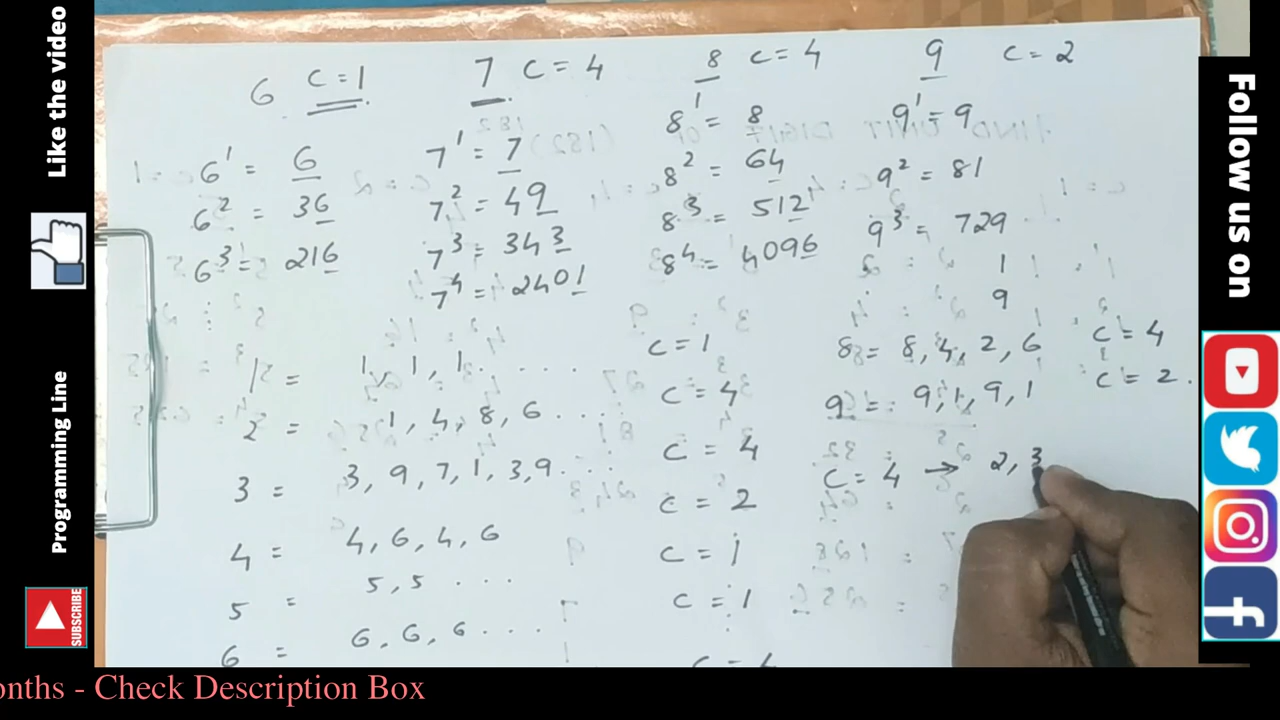 Like the video
Programming Line
SUBSCRIBE
6 c=1
6¹ = 6
6² = 36
6³ = 216
7 c=4
7¹ = 7
7² = 49
7³ = 343
7⁴ = 2401
8 c=4
8¹ = 8
8² = 64
8³ = 512
8⁴ = 4096
9 c=2
9¹ = 9
9² = 81
9³ = 729
1
9
1 = 1, 1, 1.....
c=1
2 = 1, 4, 8, 6...
c=4
3 = 3, 9, 7, 1, 3, 9...
c=4
4 = 4, 6, 4, 6
c=2
5 = 5, 5 ...
c=1
6 = 6, 6, 6....
c=1
8 = 8, 4, 2, 6 c=4
9 = 9, 1, 9, 1 c=2.
c=4 → 2, 3
Follow us on
onths - Check Description Box